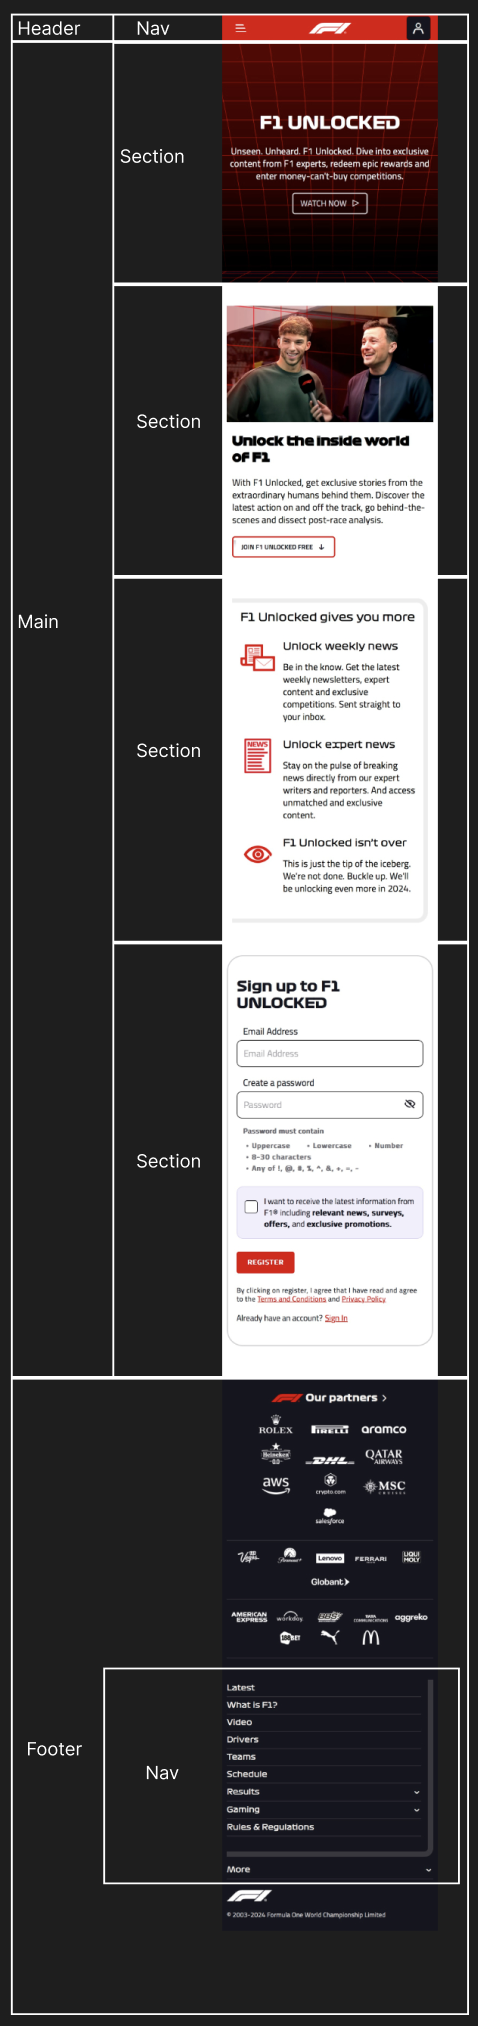 Header
Nav
F1
Section
F1 UNLOCKED
Unseen. Unheard. F1 Unlocked. Dive into exclusive
content from F1 experts, redeem epic rewards and
enter money-can't-buy competitions.
WATCH NOW
Section
Unlock the inside world
of F1
With F1 Unlocked, get exclusive stories from the
extraordinary humans behind them. Discover the
latest action on and off the track, go behind-the-
scenes and dissect post-race analysis.
JOIN F1 UNLOCKED FREE
Main
Section
F1 Unlocked gives you more
Unlock weekly news
Be in the know. Get the latest
weekly newsletters, expert
content and exclusive
competitions. Sent straight to
your inbox.
NEWS
Unlock expert news
Stay on the pulse of breaking
news directly from our expert
writers and reporters. And access
unmatched and exclusive
content.
F1 Unlocked isn't over
This is just the tip of the iceberg.
We're not done. Buckle up. We'll
be unlocking even more in 2024.
Section
Sign up to F1
UNLOCKED
Email Address
Email Address
Create a password
Password
Password must contain
• Uppercase • Lowercase • Number
• 8-30 characters
• Any of !, @, #, %, ^, &, +, =, -
I want to receive the latest information from
F1® including relevant news, surveys,
offers, and exclusive promotions.
REGISTER
By clicking on register, I agree that I have read and agree
to the Terms and Conditions and Privacy Policy
Already have an account? Sign In
Footer
F1 Our partners >
ROLEX PIRELLI aramco
Heineken 0.0 DHL QATAR AIRWAYS
aws crypto.com MSC CRUISES
salesforce
Vegas Paramount+ Lenovo FERRARI LIQUI MOLY
Globant
AMERICAN EXPRESS workday BBS TATA COMMUNICATIONS aggreko
188BET
Nav
Latest
What is F1?
Video
Drivers
Teams
Schedule
Results
Gaming
Rules & Regulations
More
F1
© 2003-2024 Formula One World Championship Limited